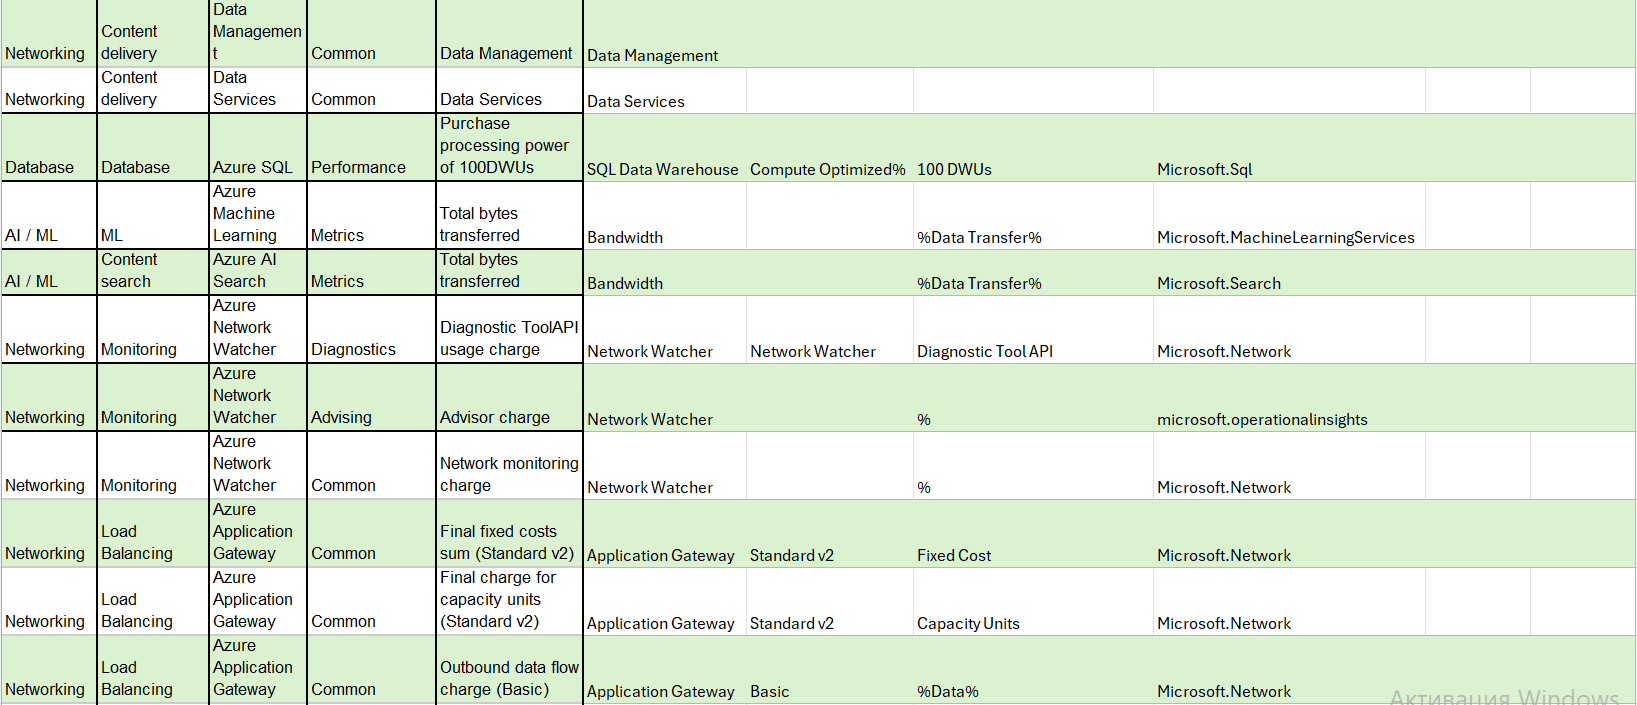 Networking Content delivery Data Management Common Data Management Data Management
Networking Content delivery Data Services Common Data Services Data Services
Database Database Azure SQL Performance Purchase processing power of 100DWUs SQL Data Warehouse Compute Optimized% 100 DWUs Microsoft.Sql
AI / ML ML Azure Machine Learning Metrics Total bytes transferred Bandwidth %Data Transfer% Microsoft.MachineLearningServices
AI / ML Content search Azure AI Search Metrics Total bytes transferred Bandwidth %Data Transfer% Microsoft.Search
Networking Monitoring Azure Network Watcher Diagnostics Diagnostic ToolAPI usage charge Network Watcher Network Watcher Diagnostic Tool API Microsoft.Network
Networking Monitoring Azure Network Watcher Advising Advisor charge Network Watcher % microsoft.operationalinsights
Networking Monitoring Azure Network Watcher Common Network monitoring charge Network Watcher % Microsoft.Network
Networking Load Balancing Azure Application Gateway Common Final fixed costs sum (Standard v2) Application Gateway Standard v2 Fixed Cost Microsoft.Network
Networking Load Balancing Azure Application Gateway Common Final charge for capacity units (Standard v2) Application Gateway Standard v2 Capacity Units Microsoft.Network
Networking Load Balancing Azure Application Gateway Common Outbound data flow charge (Basic) Application Gateway Basic %Data% Microsoft.Network
Активация Windows